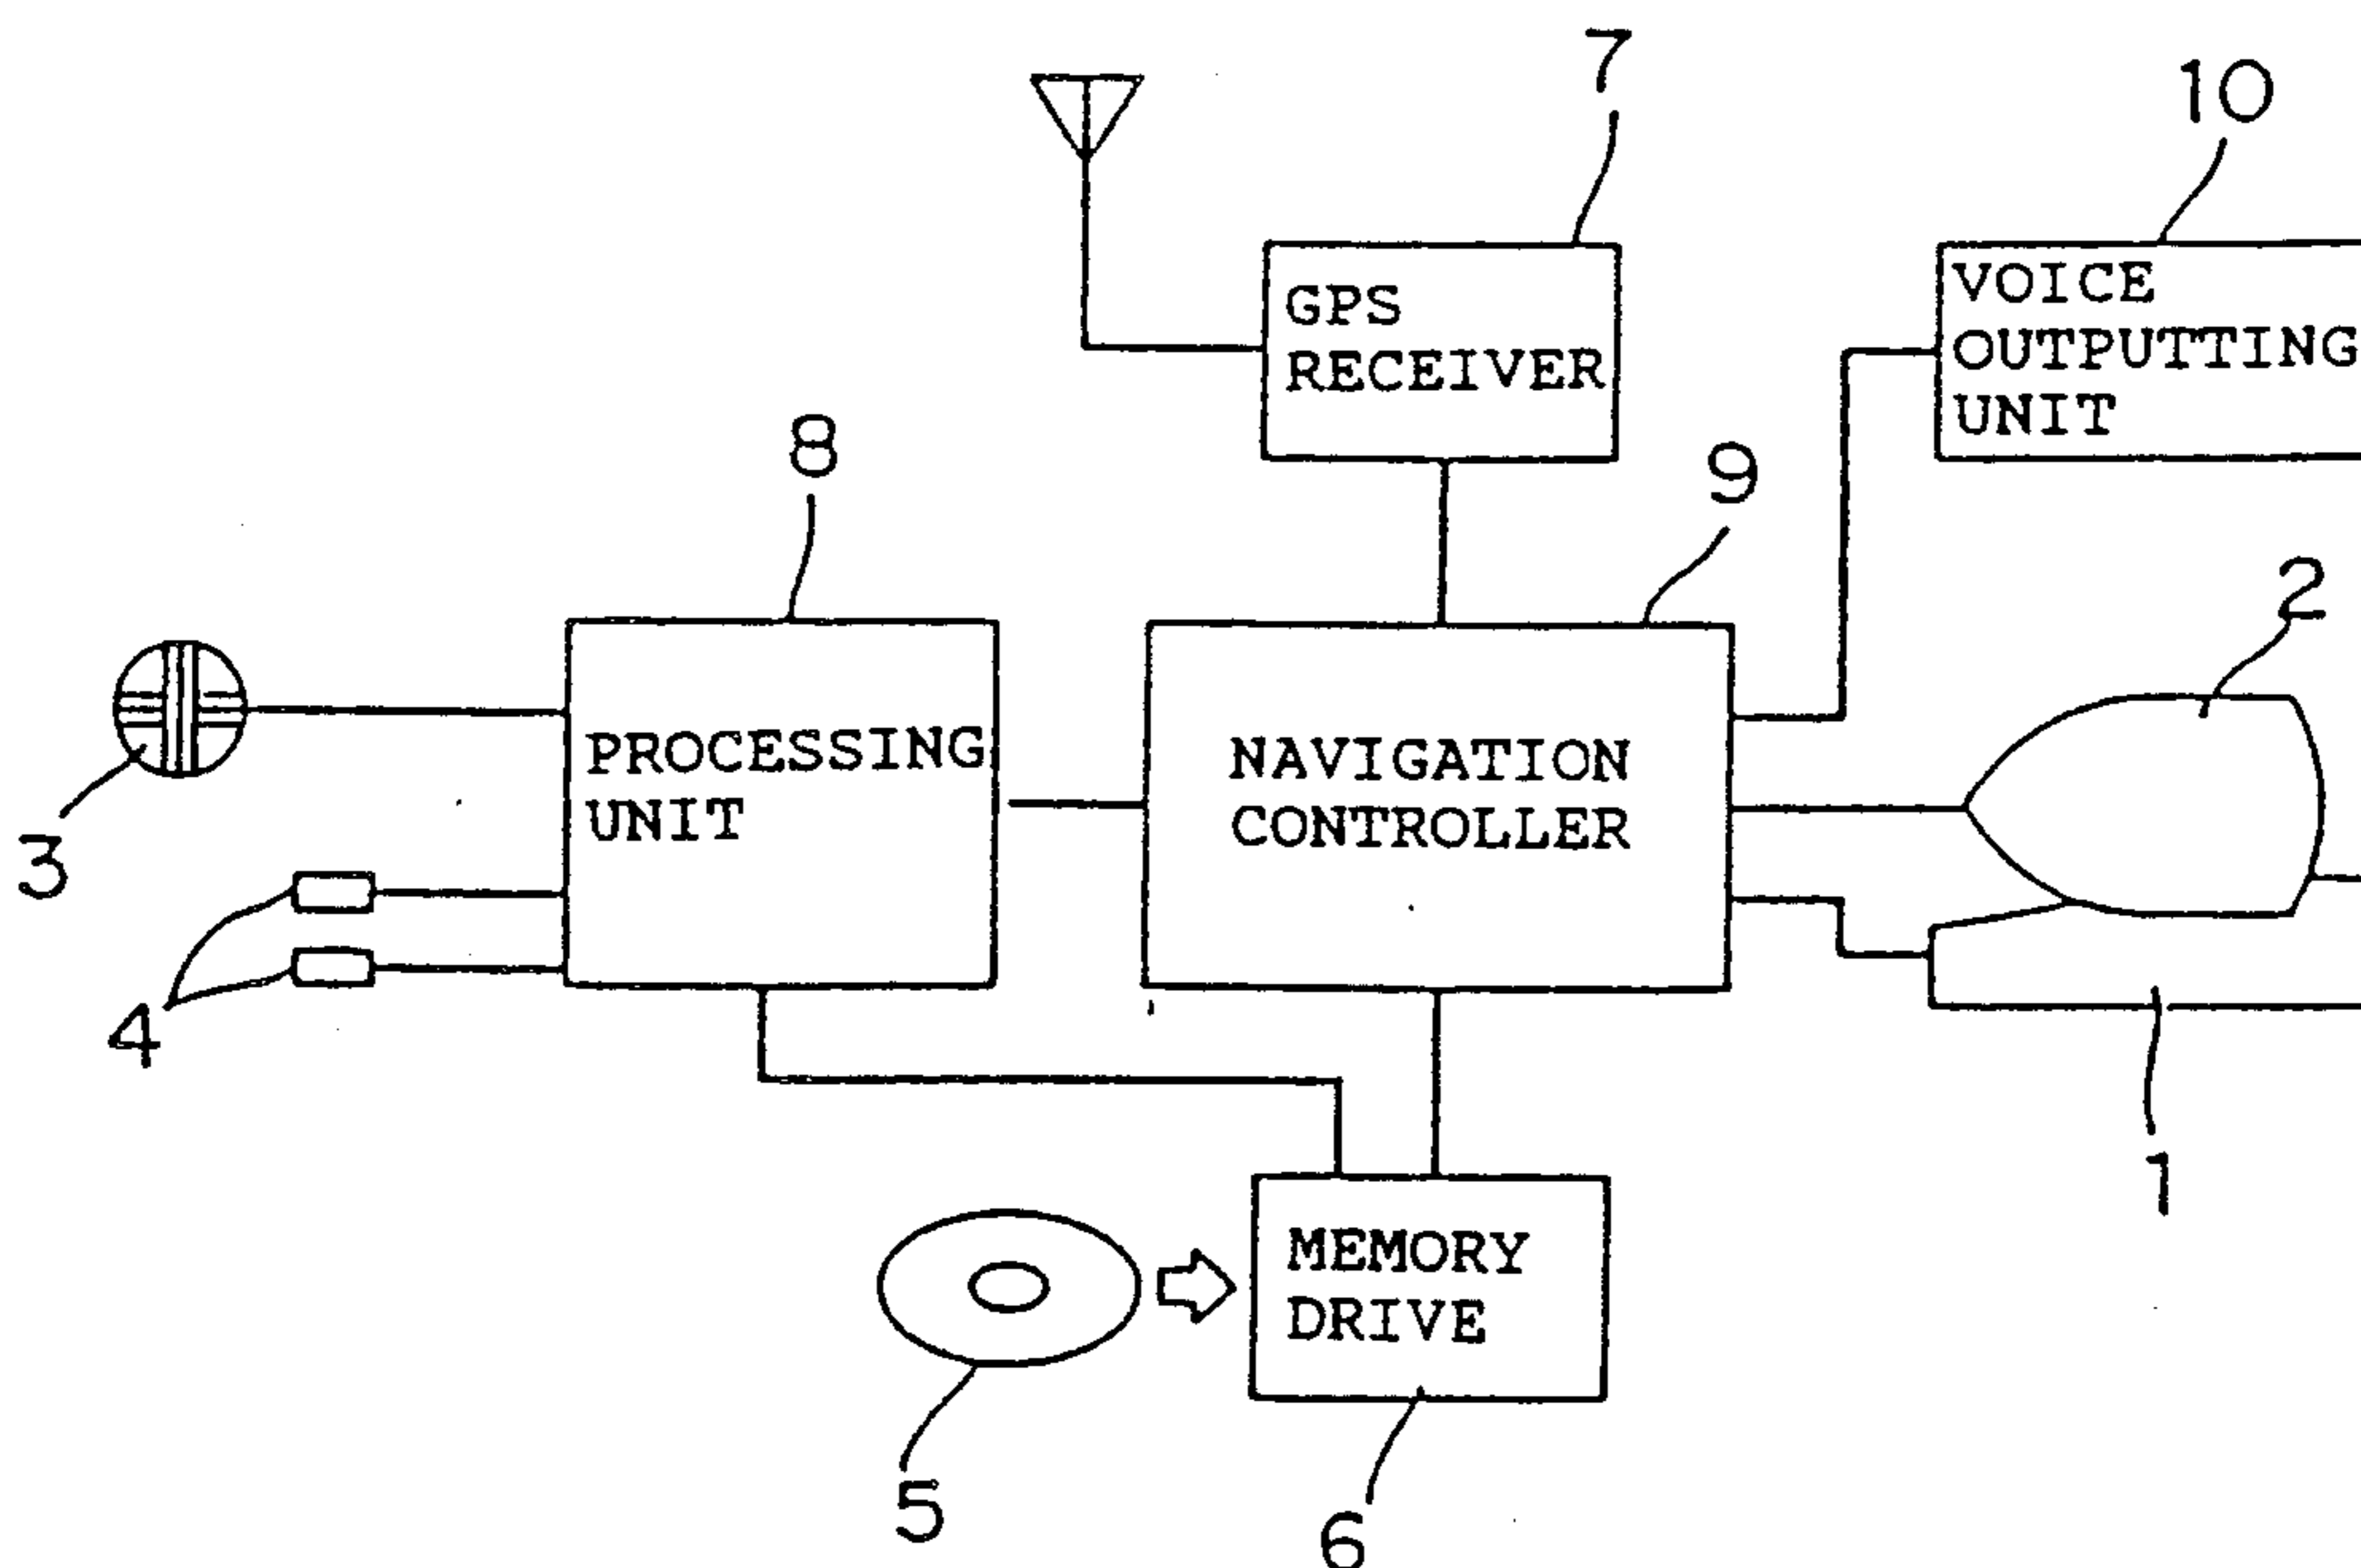 7
10
GPS
RECEIVER
VOICE
OUTPUTTING
UNIT
8
9
2
PROCESSING
UNIT
NAVIGATION
CONTROLLER
3
4
1
MEMORY
DRIVE
5
6